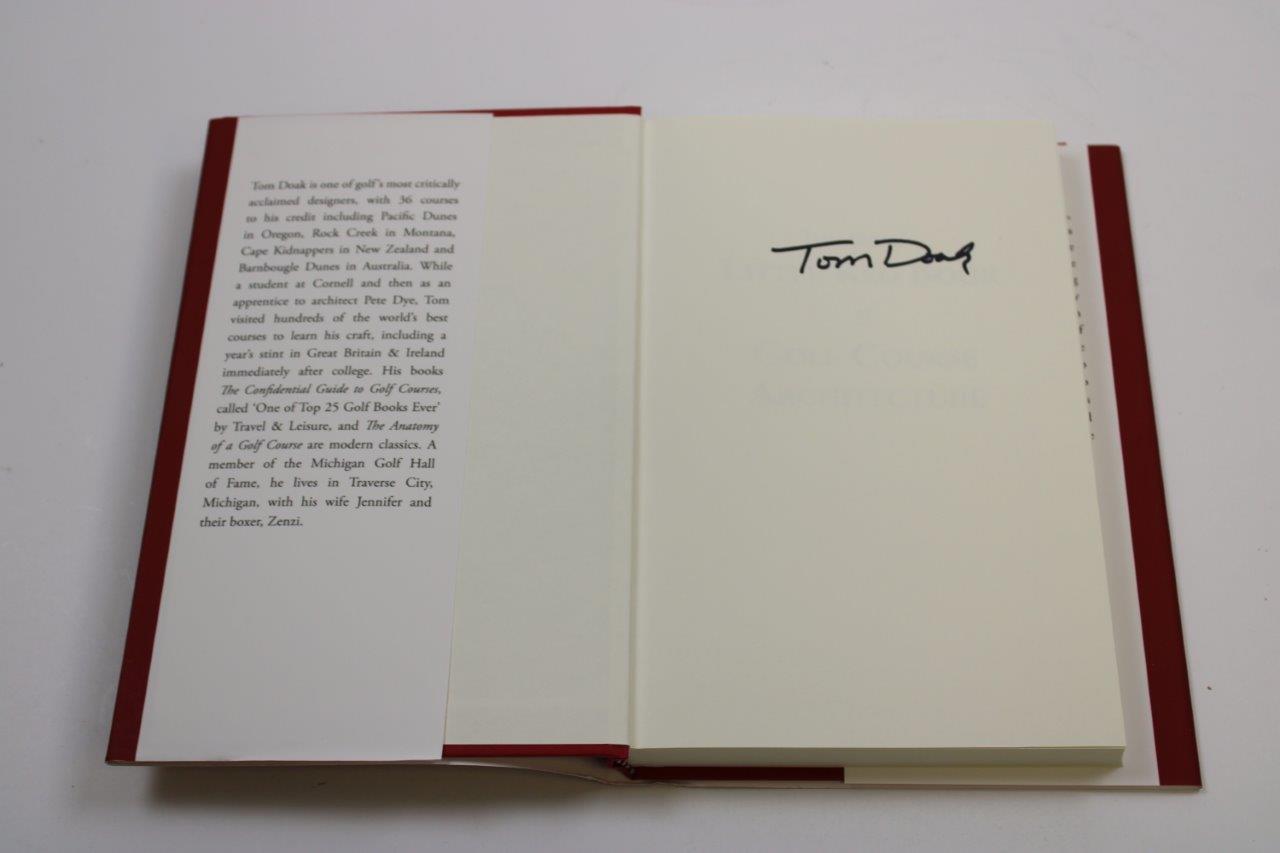 Tom Doak is one of golf's most critically
acclaimed designers, with 36 courses
to his credit including Pacific Dunes
in Oregon, Rock Creek in Montana,
Cape Kidnappers in New Zealand and
Barnbougle Dunes in Australia. While
a student at Cornell and then as an
apprentice to architect Pete Dye, Tom
visited hundreds of the world's best
courses to learn his craft, including a
year's stint in Great Britain & Ireland
immediately after college. His books
The Confidential Guide to Golf Courses,
called 'One of Top 25 Golf Books Ever'
by Travel & Leisure, and The Anatomy
of a Golf Course are modern classics. A
member of the Michigan Golf Hall
of Fame, he lives in Traverse City,
Michigan, with his wife Jennifer and
their boxer, Zenzi.
Tom Doak